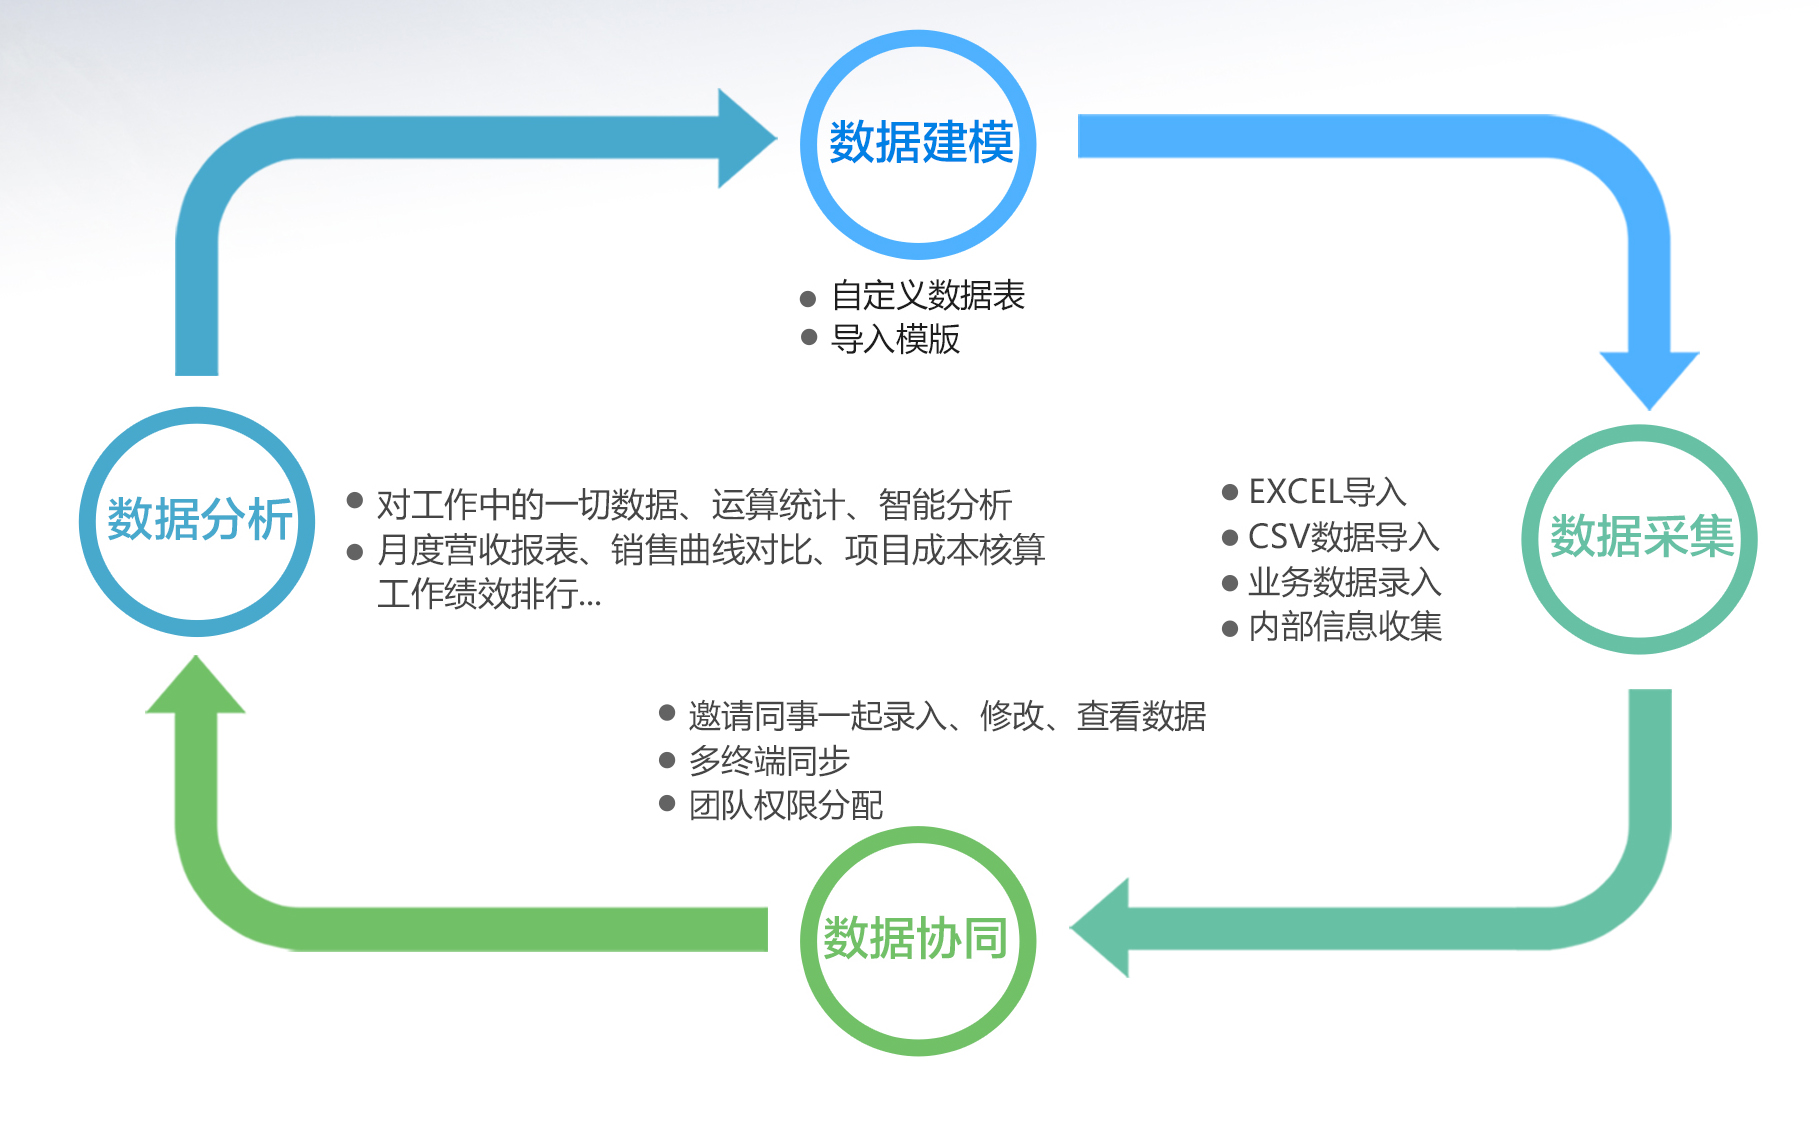 数据建模
自定义数据表
导入模版
数据分析
对工作中的一切数据、运算统计、智能分析
月度营收报表、销售曲线对比、项目成本核算
工作绩效排行...
EXCEL导入
CSV数据导入
业务数据录入
内部信息收集
数据采集
邀请同事一起录入、修改、查看数据
多终端同步
团队权限分配
数据协同